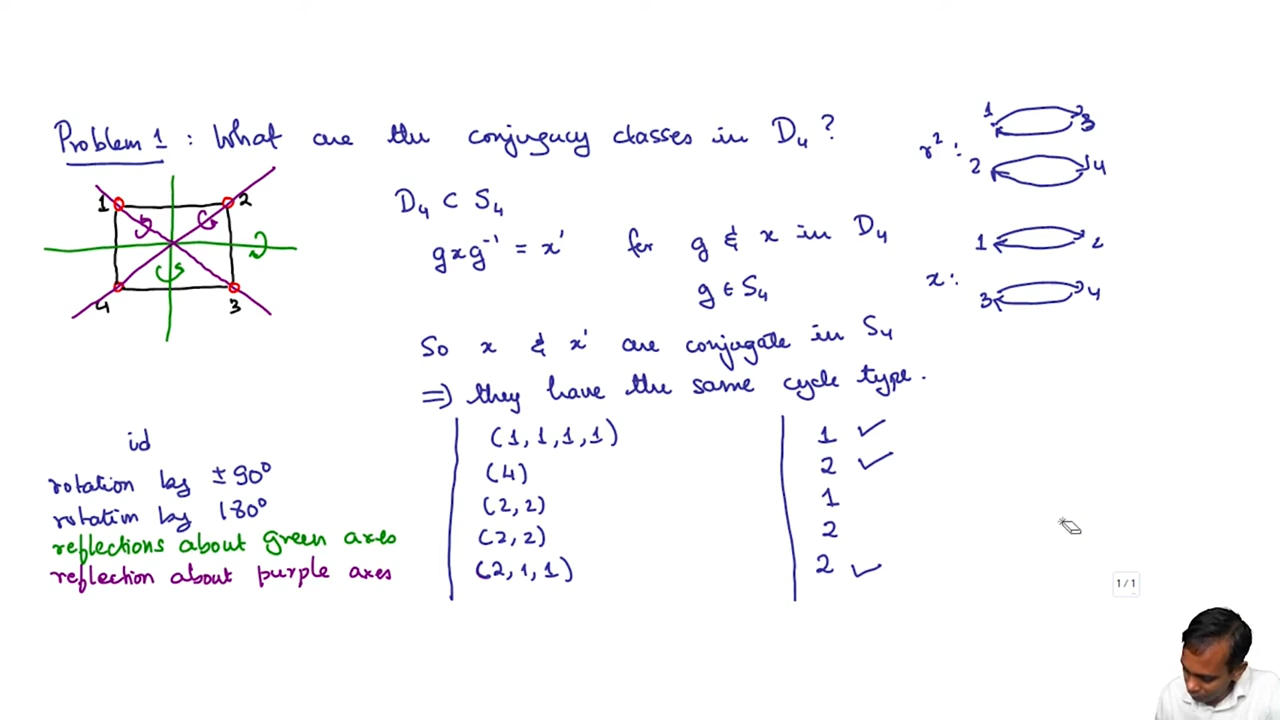 Problem 1 : What are the conjugacy classes in D₄ ?
1 2
4 3
D₄ ⊂ S₄
gxg⁻¹ = x' for g & x in D₄
g ∈ S₄
So x & x' are conjugate in S₄
⇒) they have the same cycle type.
id (1,1,1,1) 1 ✓
rotation by ±90° (4) 2 ✓
rotation by 180° (2,2) 1
reflections about green axes (2,2) 2
reflection about purple axes (2,1,1) 2 ✓
r² :
1 3
2 4
x :
1 2
3 4
1/1